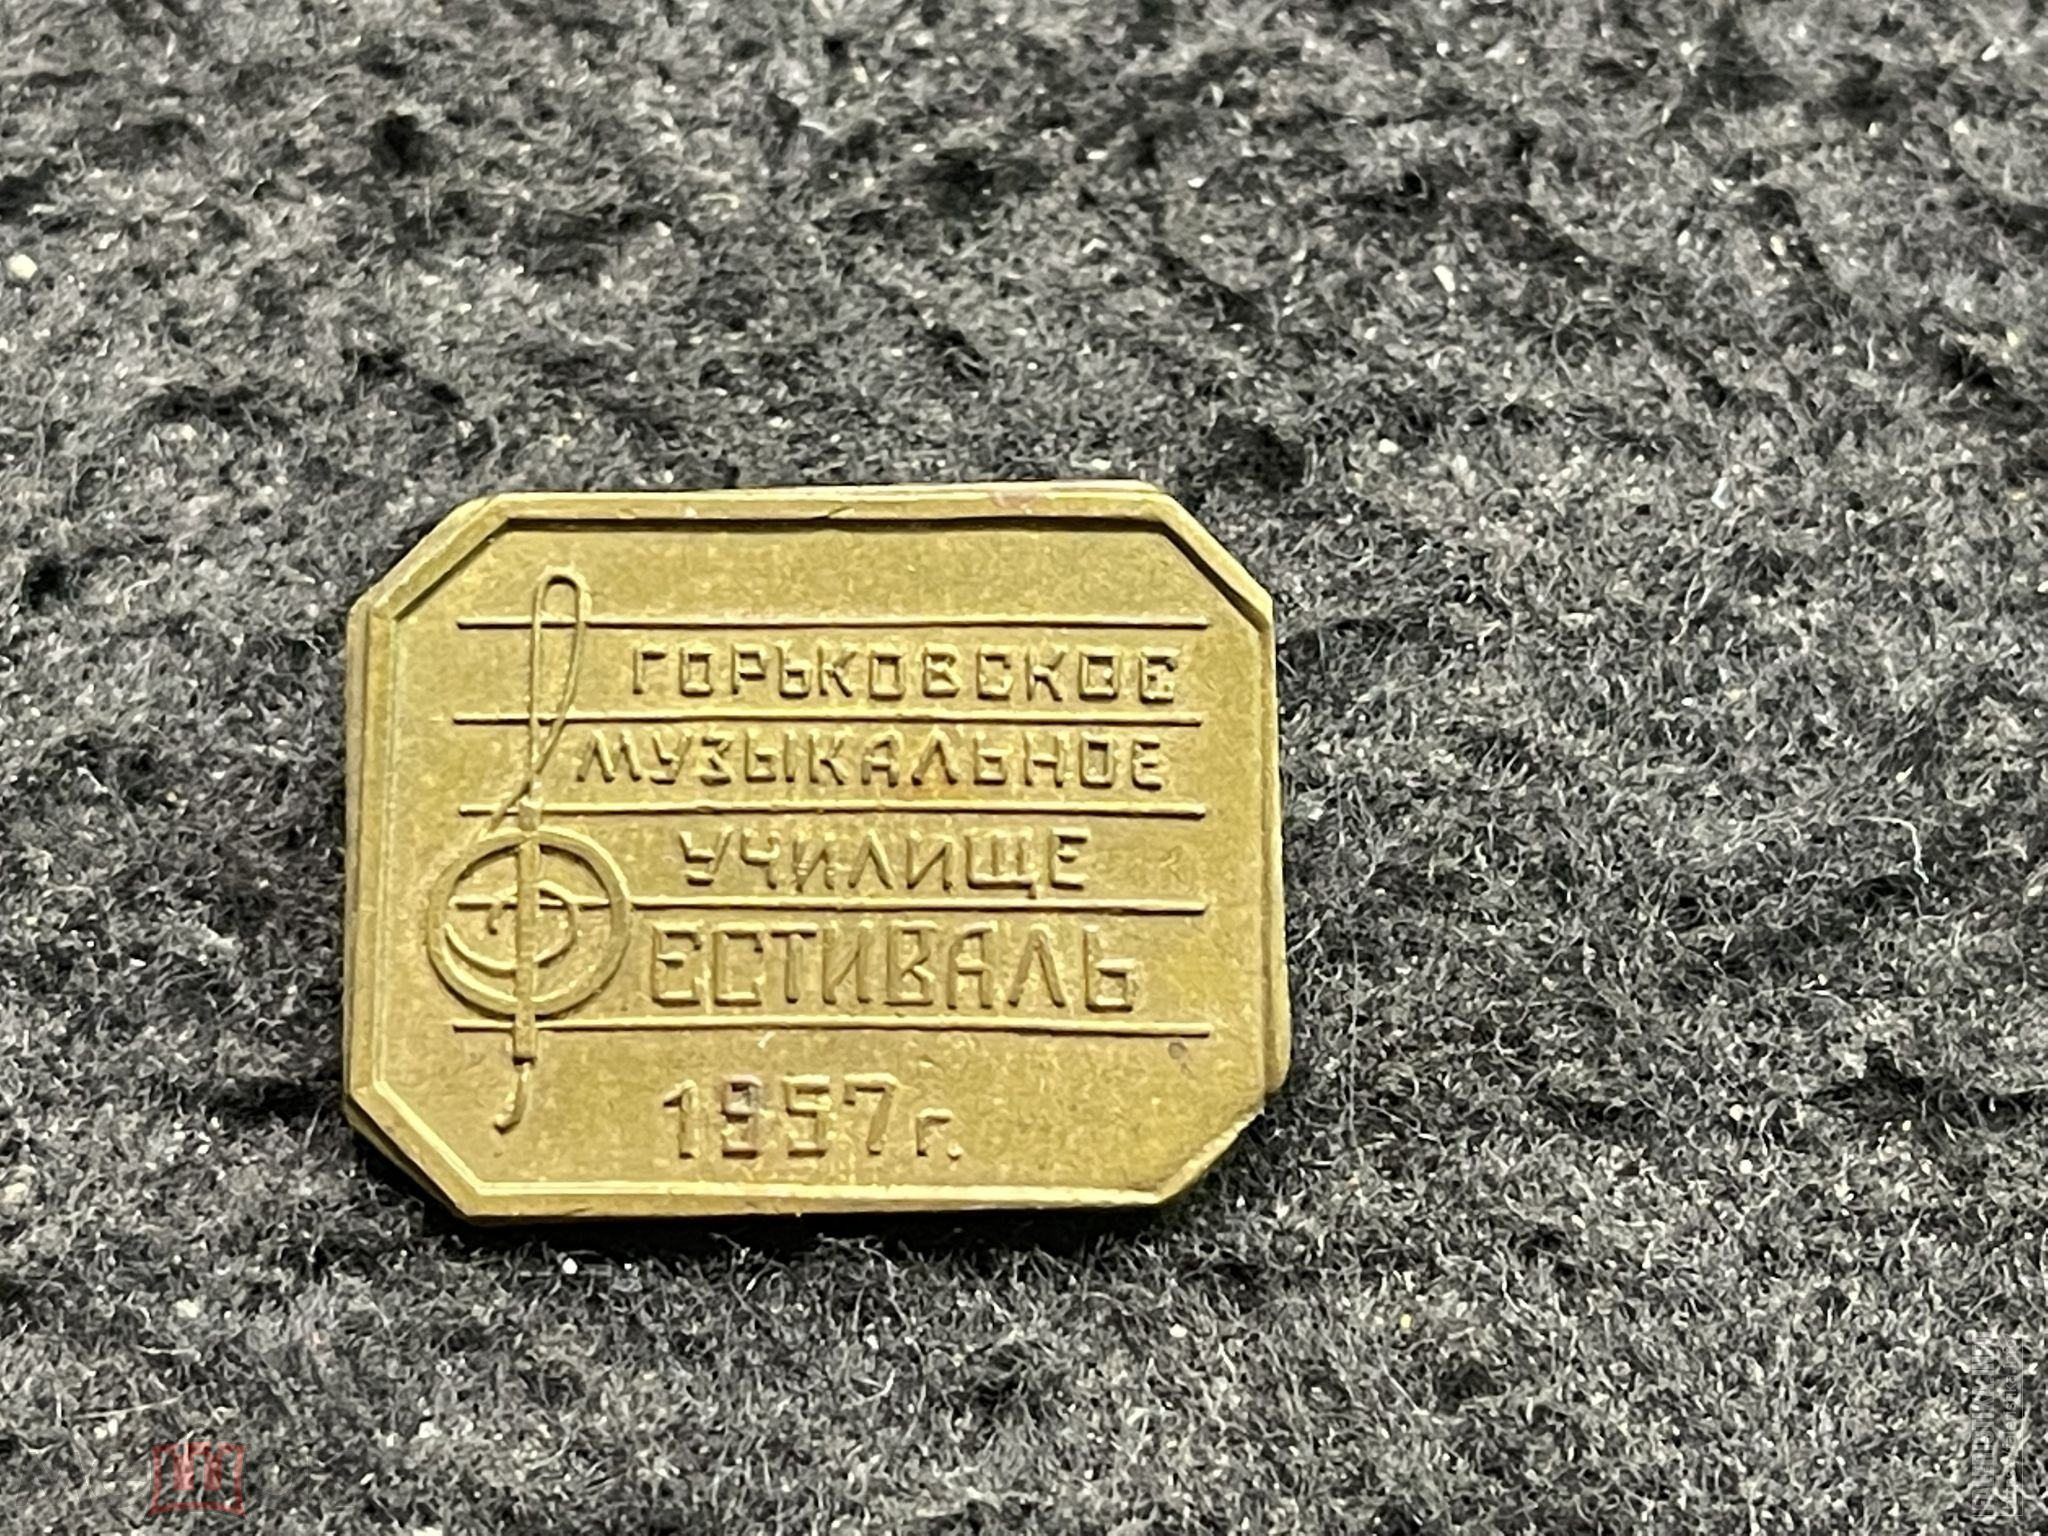 ГОРЬКОВСКОЕ
МУЗЫКАЛЬНОЕ
УЧИЛИЩЕ
ФЕСТИВАЛЬ
1957 г.